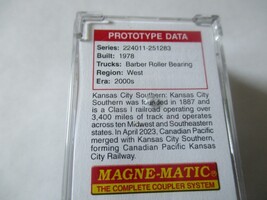 PROTOTYPE DATA
Series: 224011-251283
Built: 1978
Trucks: Barber Roller Bearing
Region: West
Era: 2000s
Kansas City Southern: Kansas City
Southern was founded in 1887 and
is a Class I railroad operating over
3,400 miles of track and operates
across ten Midwest and Southeastern
states. In April 2023, Canadian Pacific
merged with Kansas City Southern,
forming Canadian Pacific Kansas
City Railway.
MAGNE-MATIC®
THE COMPLETE COUPLER SYSTEM